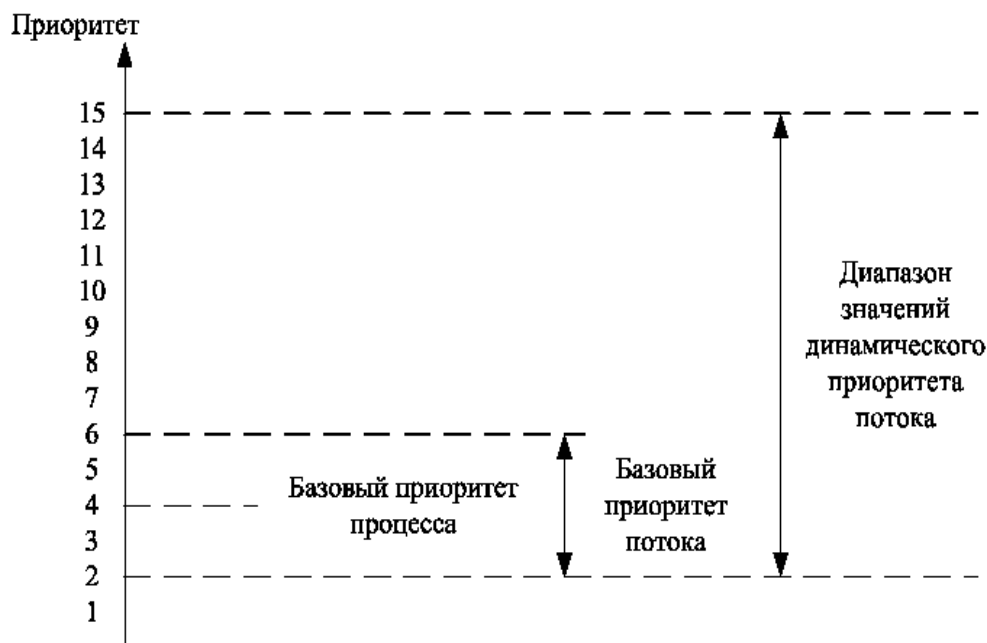 Приоритет
15
14
13
12
11
10
9
8
7
6
5
4
3
2
1
Базовый приоритет
процесса
Базовый
приоритет
потока
Диапазон
значений
динамического
приоритета
потока